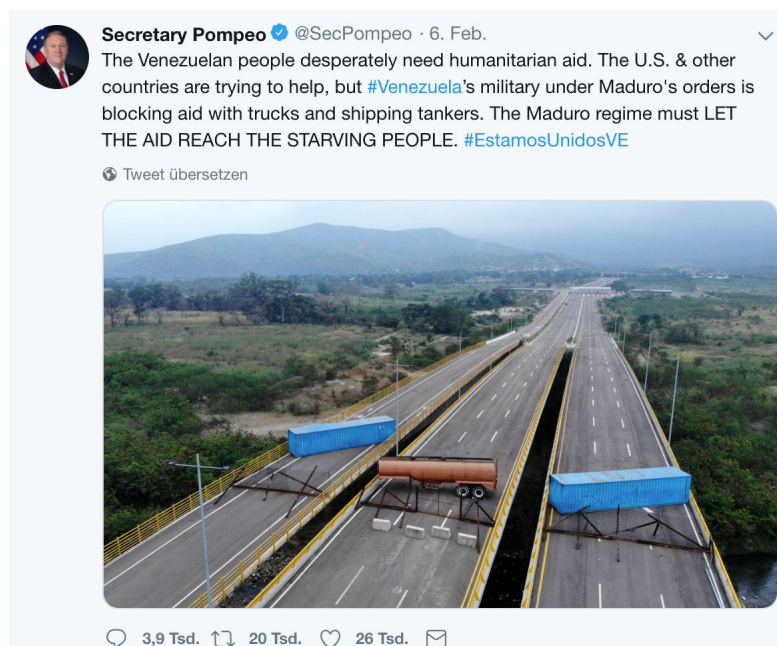 Secretary Pompeo @SecPompeo · 6. Feb.
The Venezuelan people desperately need humanitarian aid. The U.S. & other
countries are trying to help, but #Venezuela’s military under Maduro's orders is
blocking aid with trucks and shipping tankers. The Maduro regime must LET
THE AID REACH THE STARVING PEOPLE. #EstamosUnidosVE
Tweet übersetzen
3,9 Tsd. 20 Tsd. 26 Tsd.